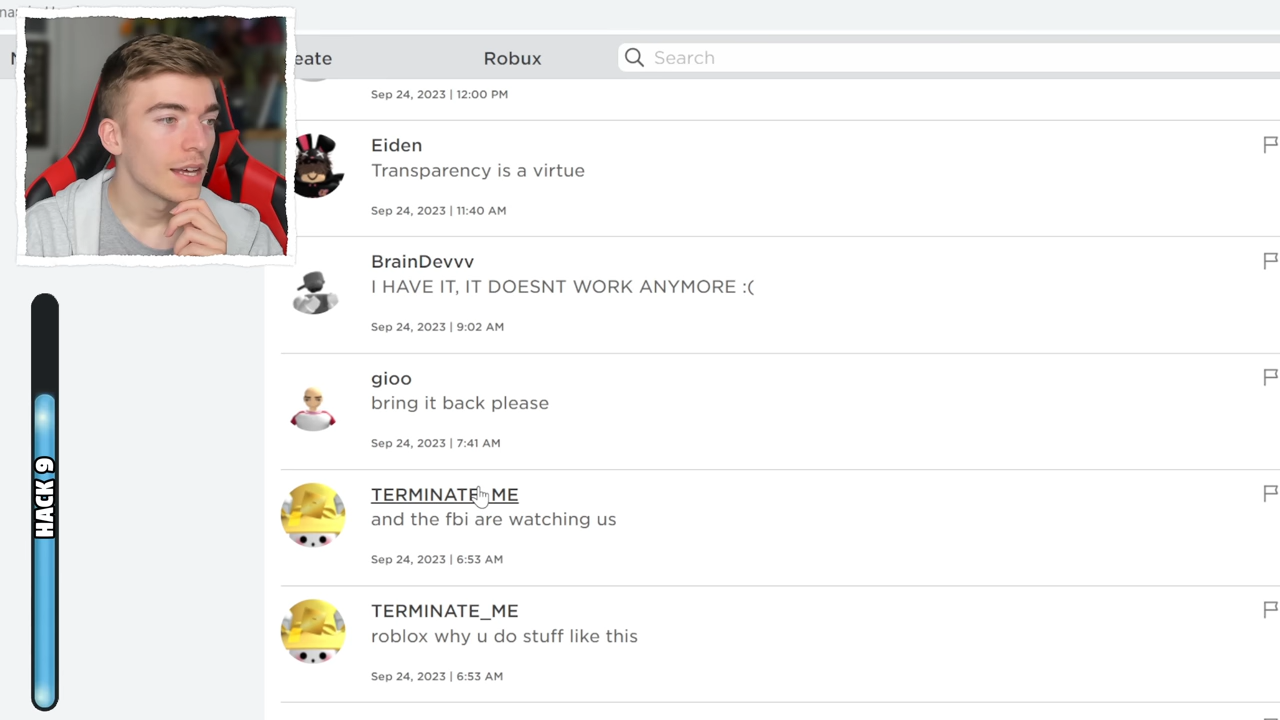 eate
Robux
Search
Sep 24, 2023 | 12:00 PM
Eiden
Transparency is a virtue
Sep 24, 2023 | 11:40 AM
BrainDevvv
I HAVE IT, IT DOESNT WORK ANYMORE :(
Sep 24, 2023 | 9:02 AM
gioo
bring it back please
Sep 24, 2023 | 7:41 AM
TERMINATE_ME
and the fbi are watching us
Sep 24, 2023 | 6:53 AM
TERMINATE_ME
roblox why u do stuff like this
Sep 24, 2023 | 6:53 AM
HACK 9